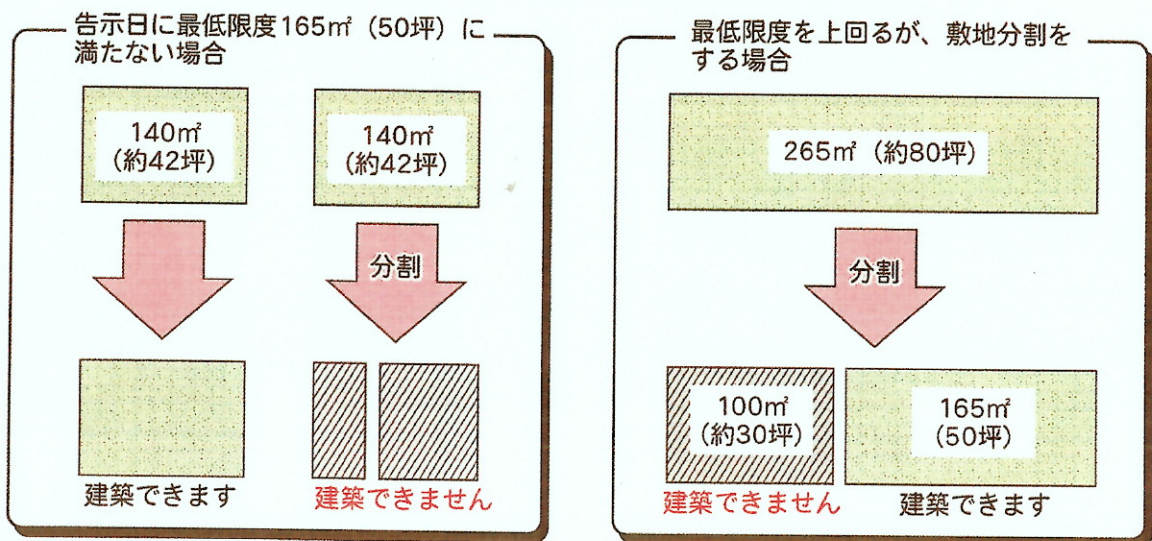 告示日に最低限度165㎡（50坪）に
満たない場合
140㎡
（約42坪）
140㎡
（約42坪）
分割
建築できます
建築できません
最低限度を上回るが、敷地分割を
する場合
265㎡（約80坪）
分割
100㎡
（約30坪）
165㎡
（50坪）
建築できません
建築できます